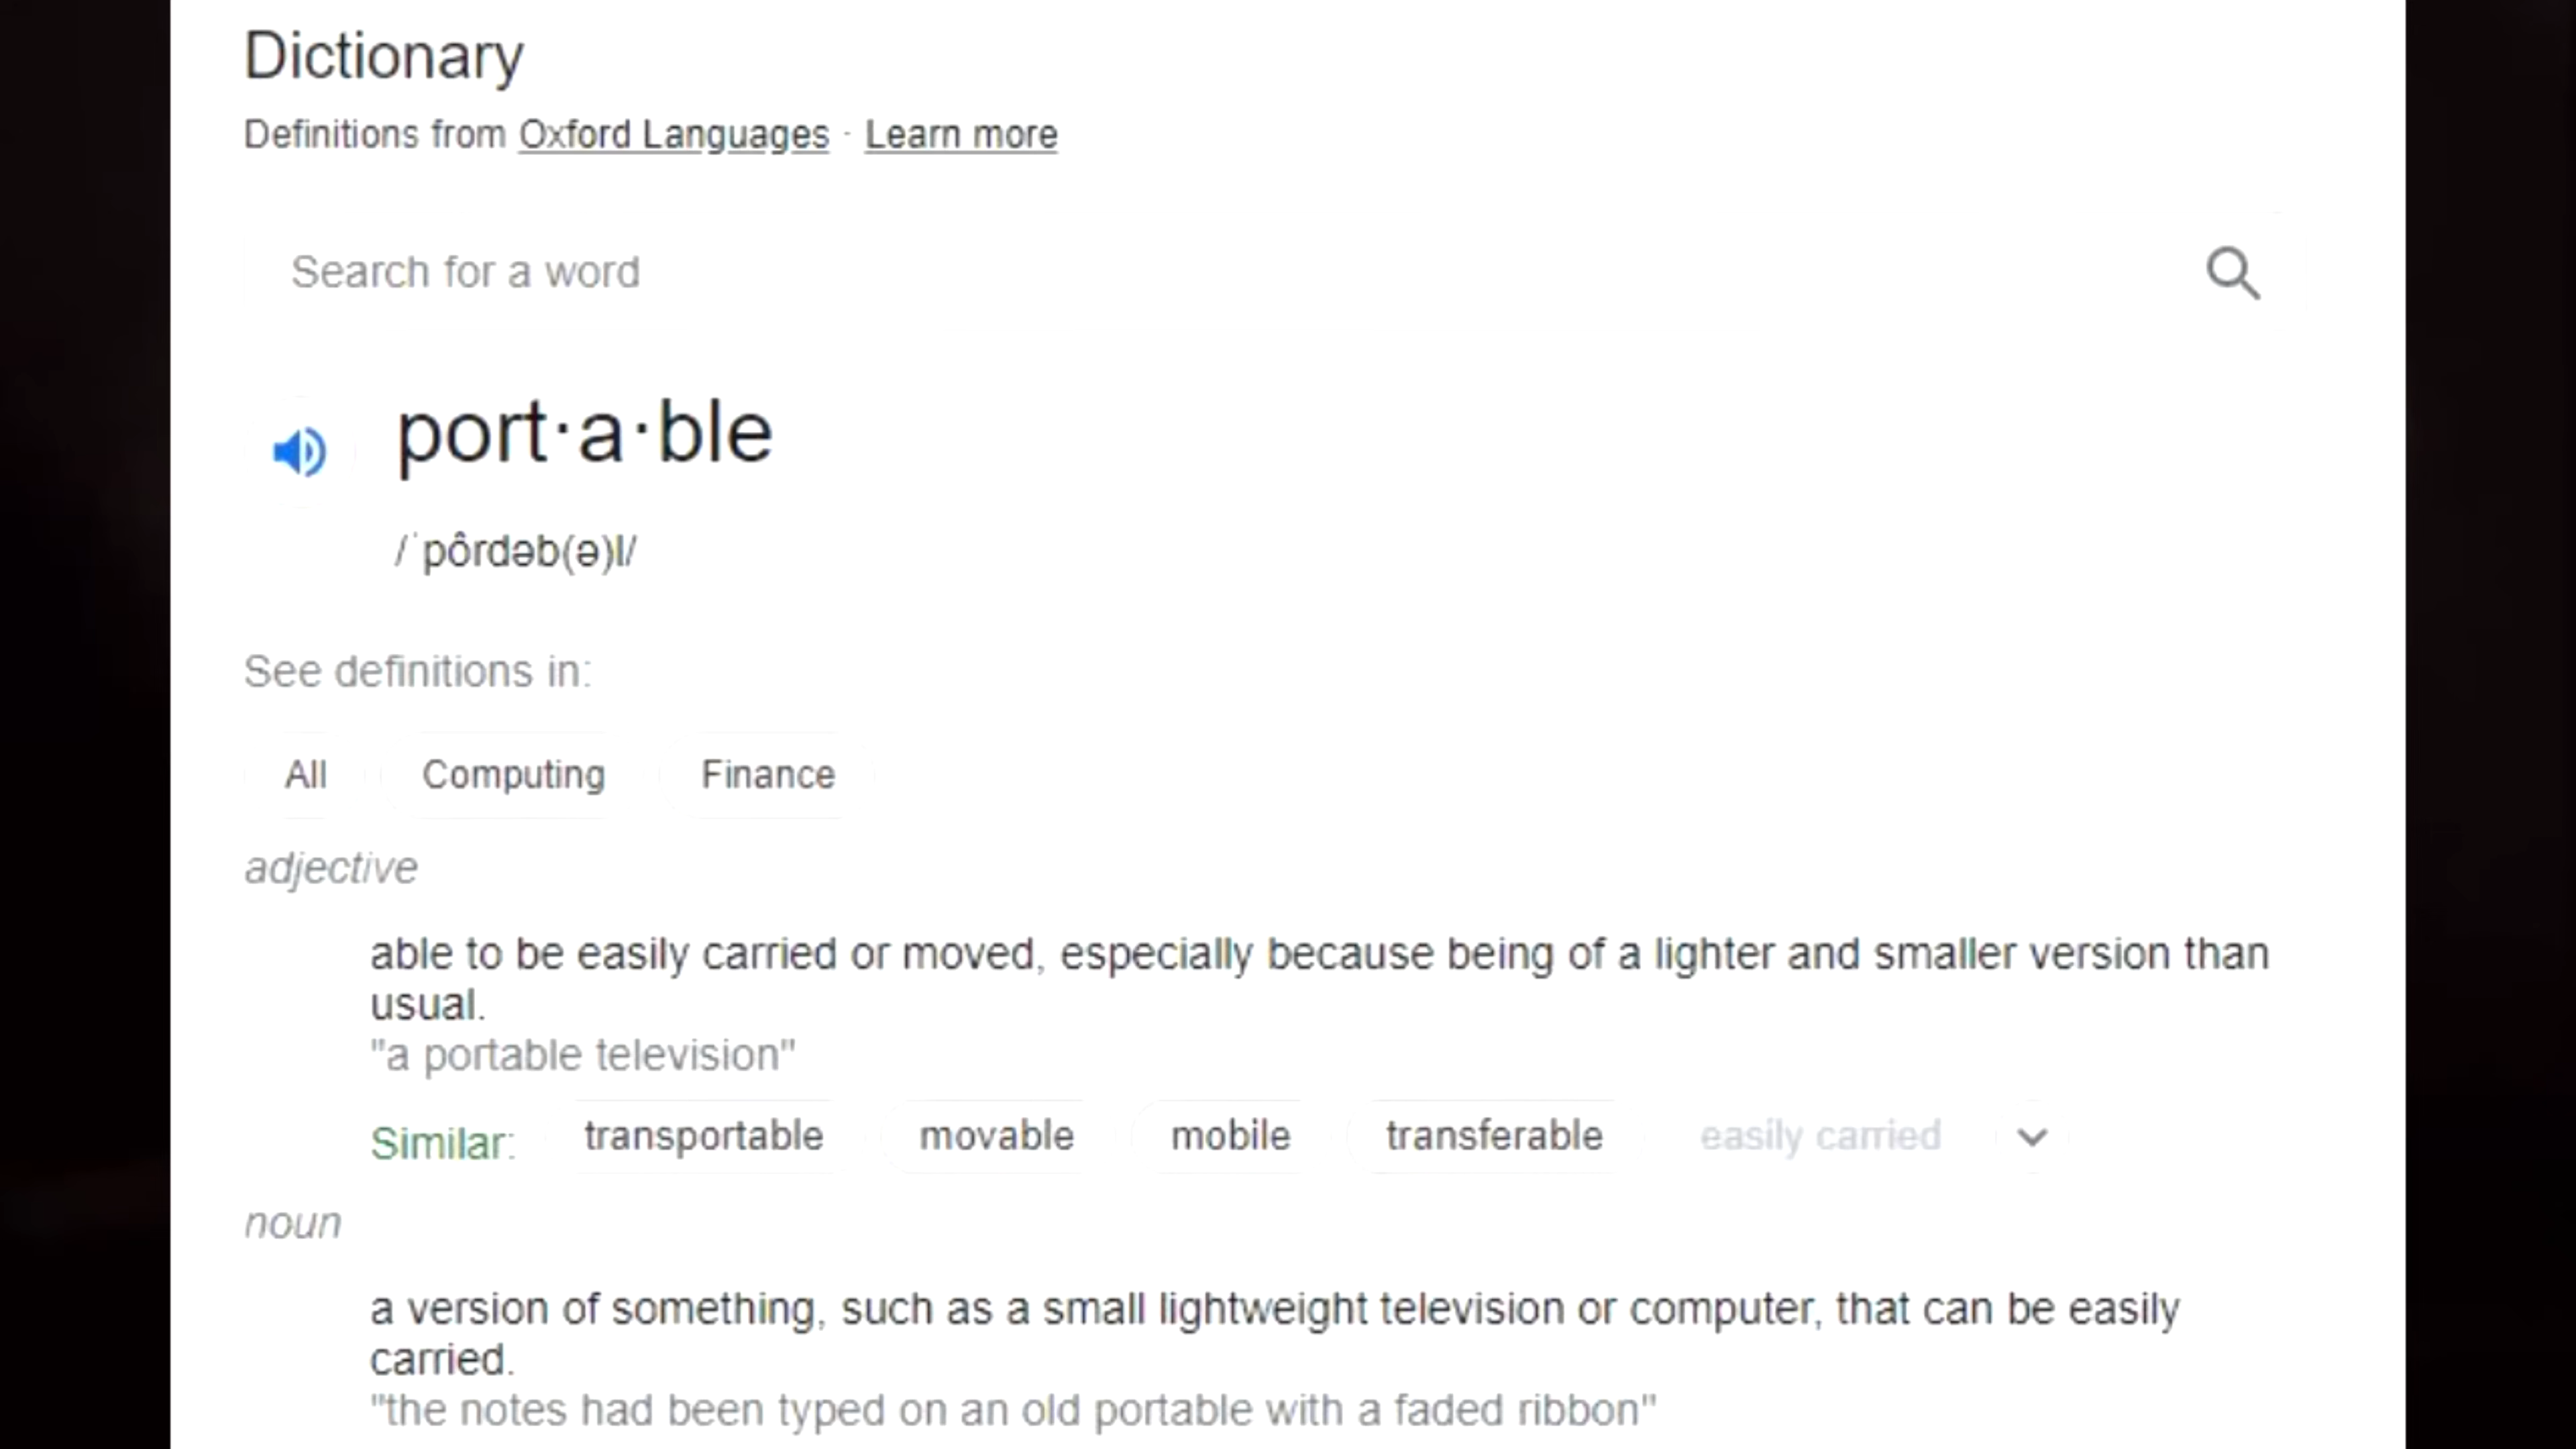 Dictionary
Definitions from Oxford Languages · Learn more
Search for a word
port·a·ble
/ˈpôrdəb(ə)l/
See definitions in:
All Computing Finance
adjective
able to be easily carried or moved, especially because being of a lighter and smaller version than
usual.
"a portable television"
Similar: transportable movable mobile transferable easily carried
noun
a version of something, such as a small lightweight television or computer, that can be easily
carried.
"the notes had been typed on an old portable with a faded ribbon"